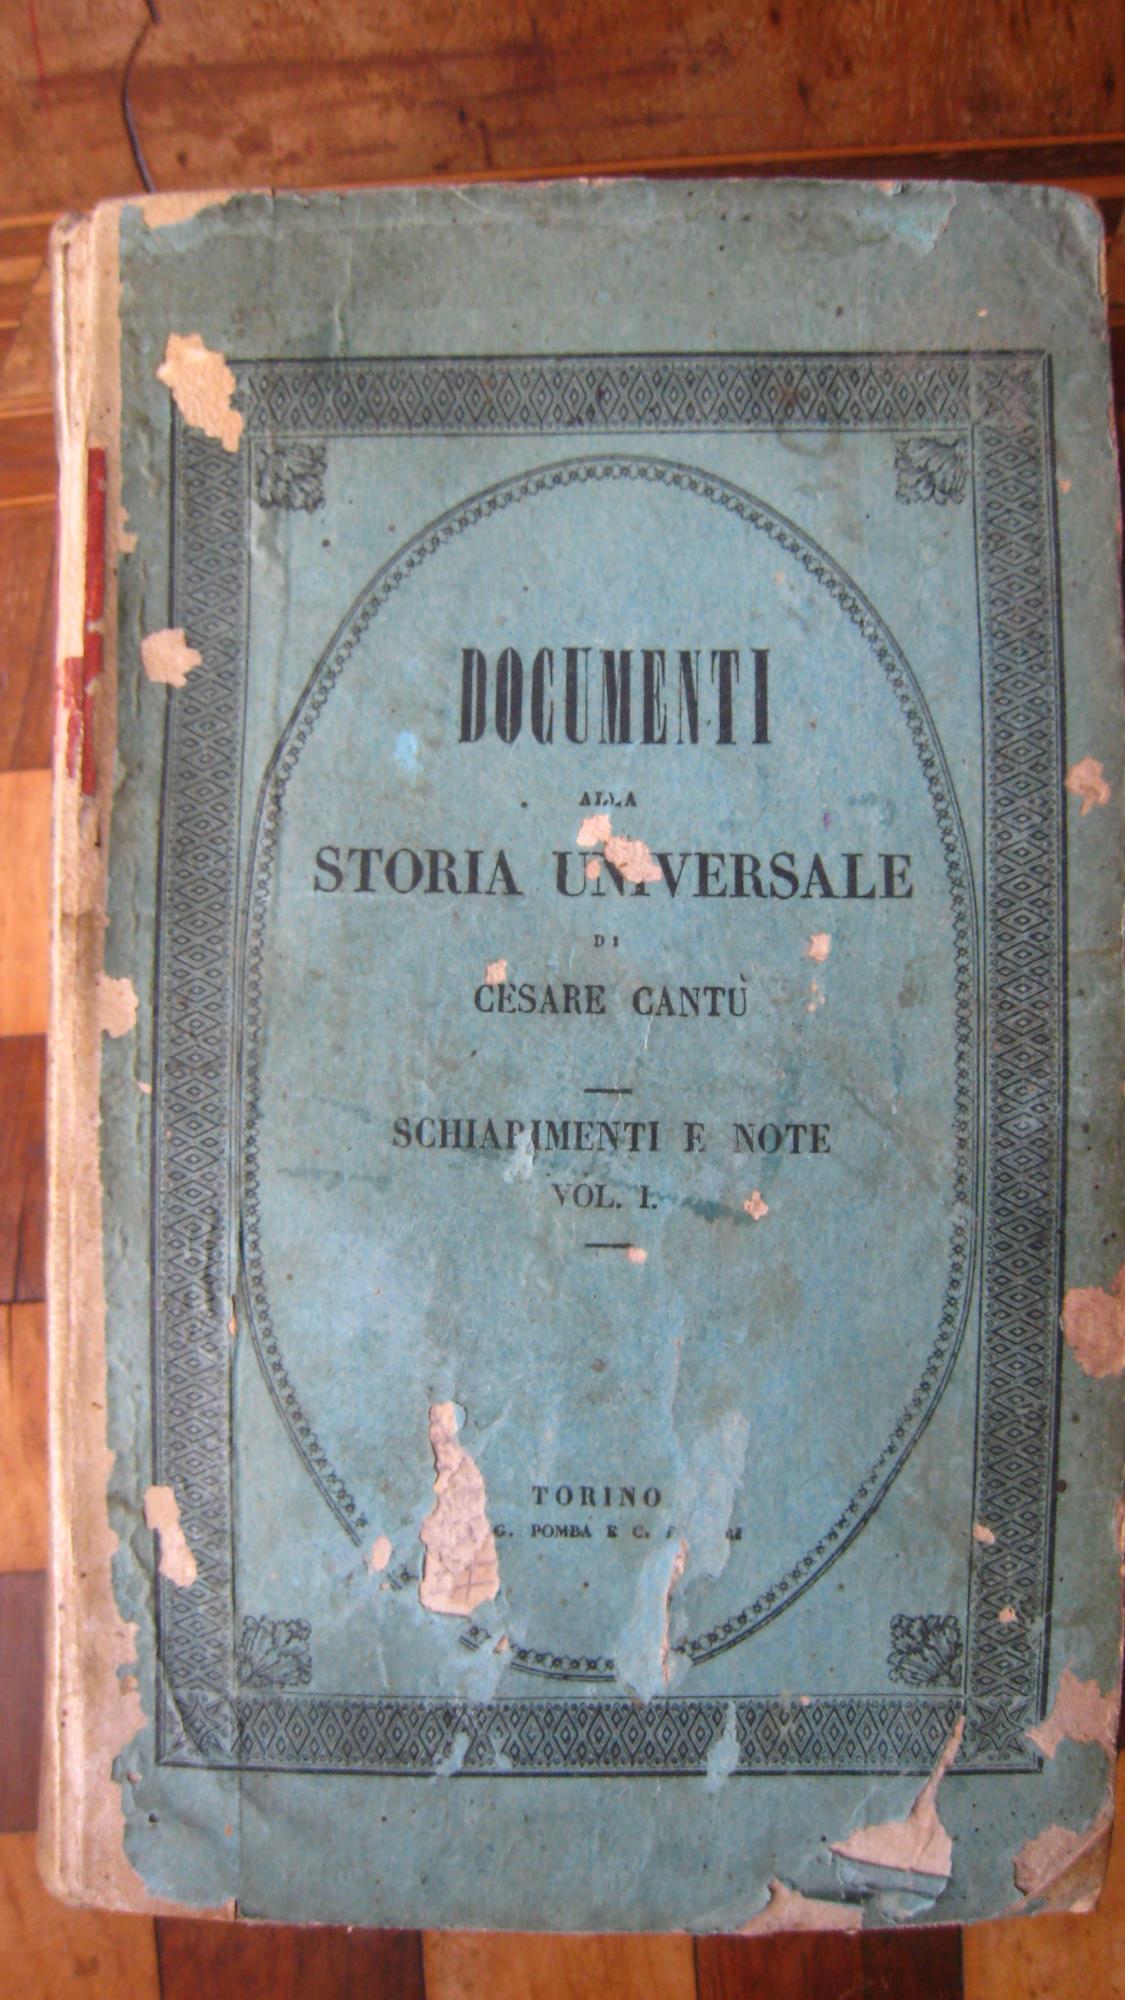 DOCUMENTI
ALLA
STORIA UNIVERSALE
DI
CESARE CANTÙ
SCHIARIMENTI E NOTE
VOL. I.
TORINO
G. POMBA E C.